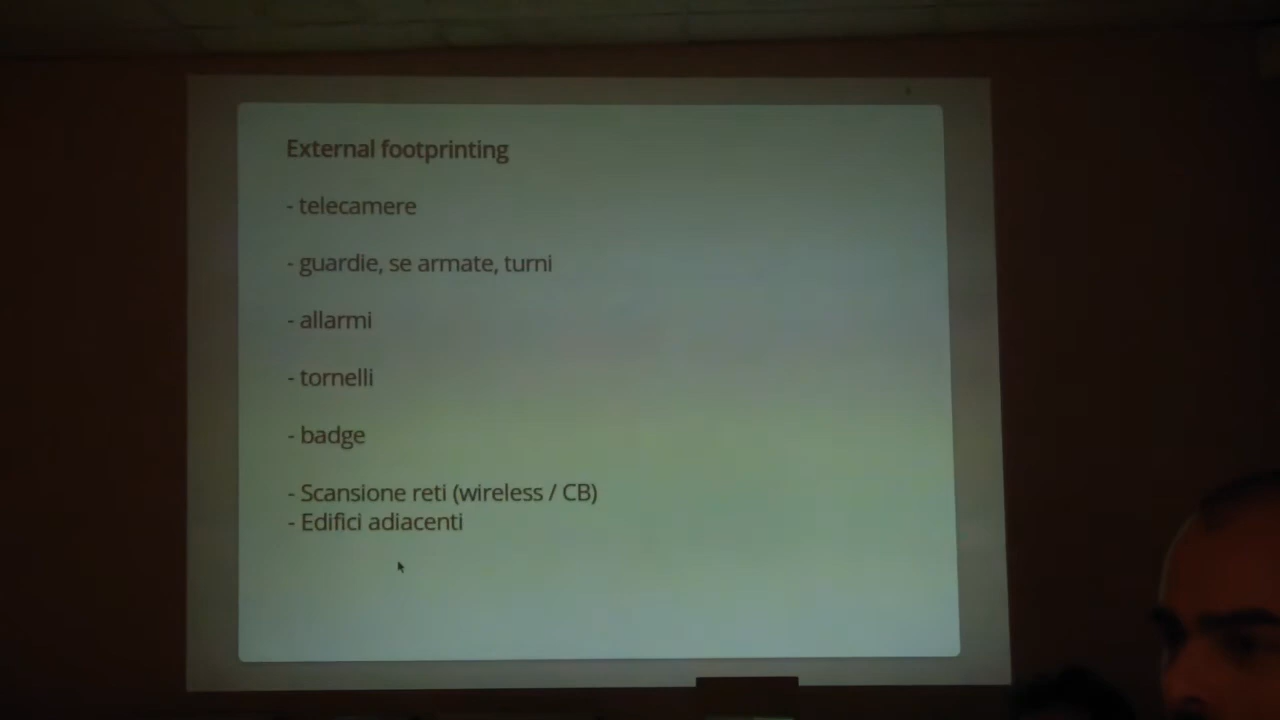 External footprinting
- telecamere
- guardie, se armate, turni
- allarmi
- tornelli
- badge
- Scansione reti (wireless / CB)
- Edifici adiacenti